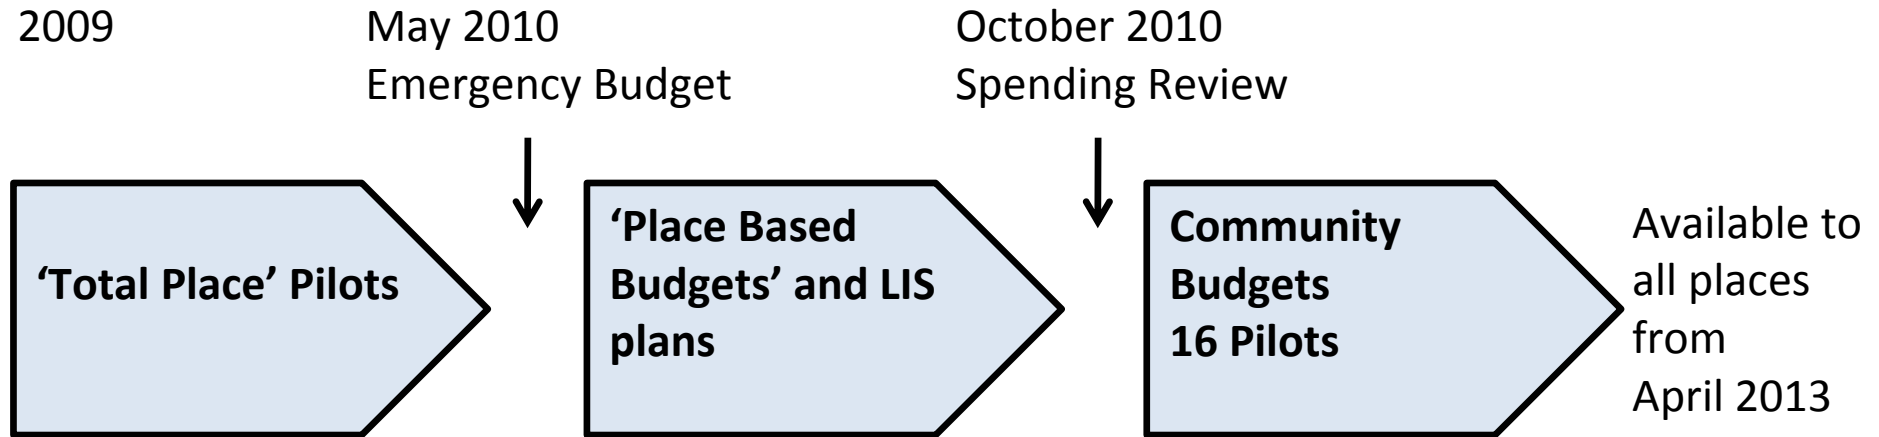 2009
May 2010
Emergency Budget
October 2010
Spending Review
‘Total Place’ Pilots
‘Place Based
Budgets’ and LIS
plans
Community
Budgets
16 Pilots
Available to
all places
from
April 2013